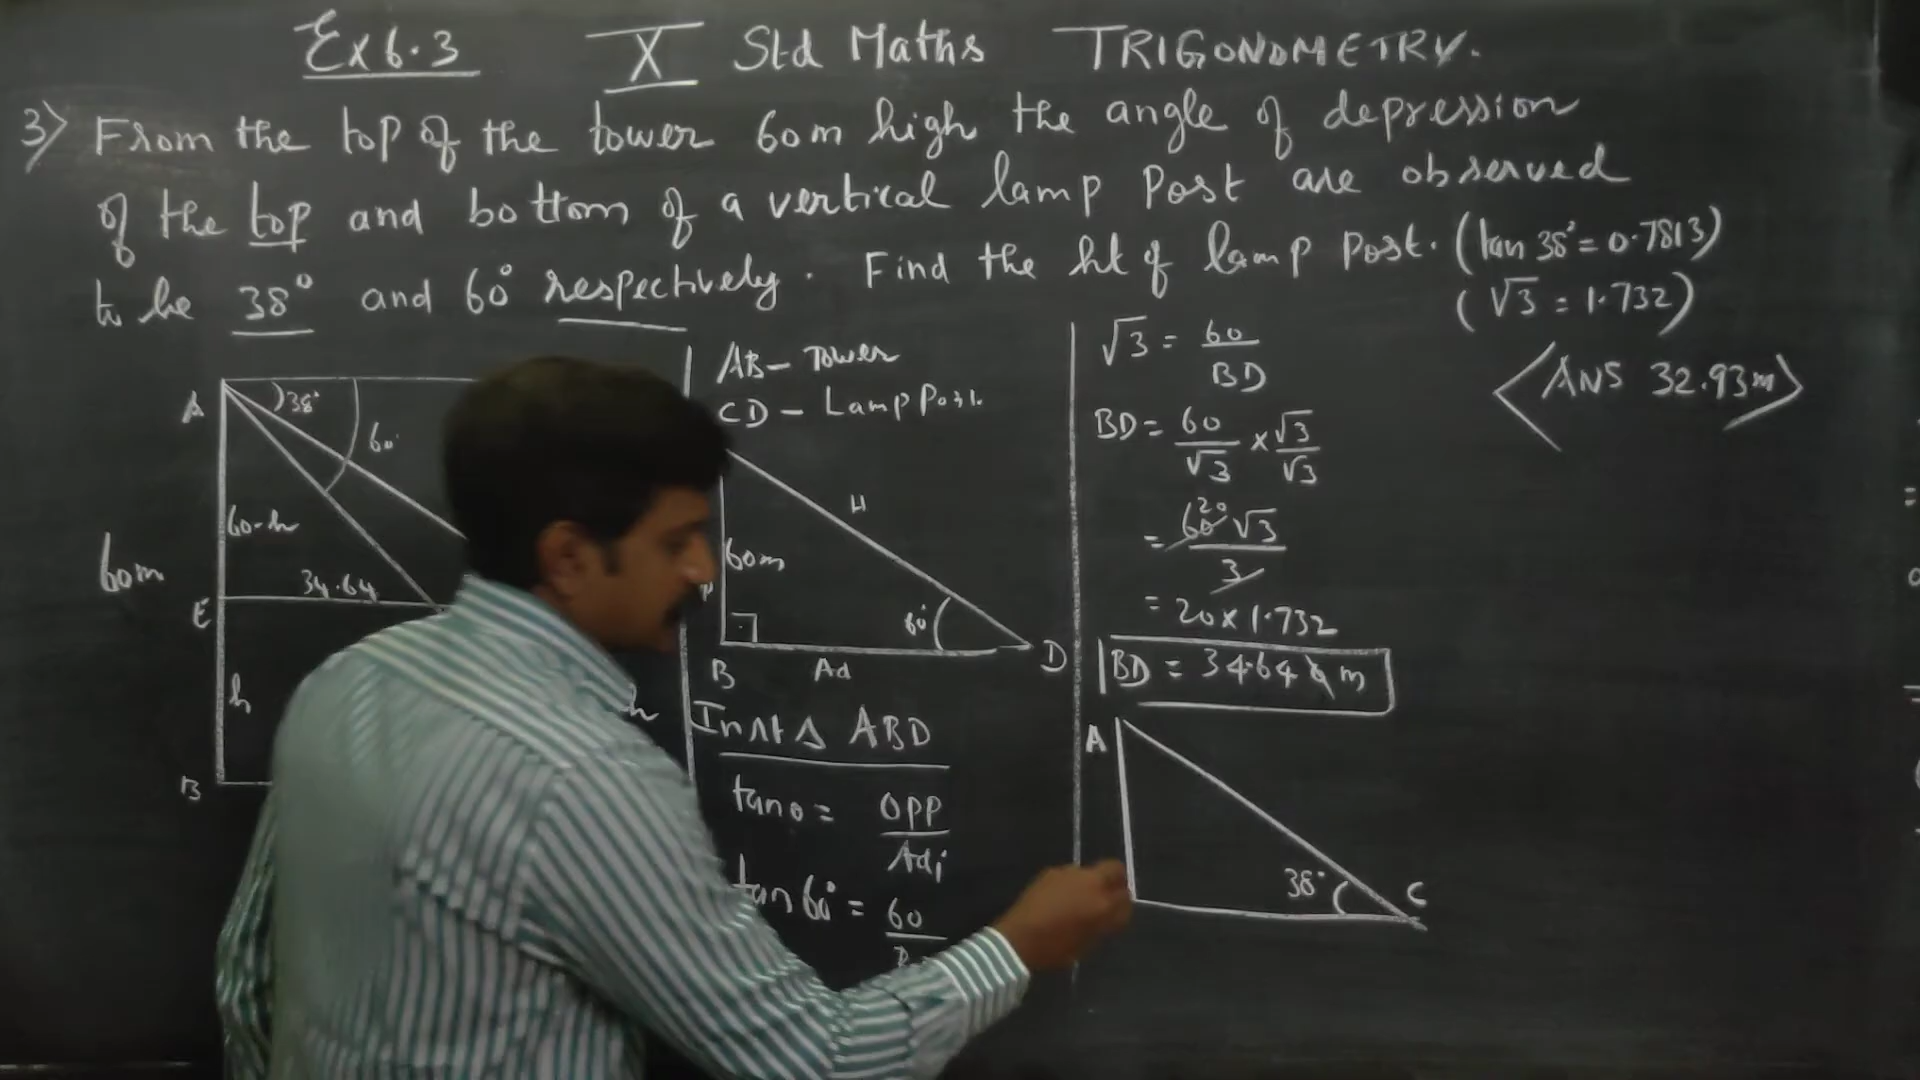 Ex 6.3 X Std Maths TRIGONOMETRY.
3) From the top of the tower 60m high the angle of depression
of the top and bottom of a vertical lamp Post are observed
to be 38° and 60° respectively. Find the ht of lamp Post. (tan 38° = 0.7813)
(√3 = 1.732)
<ANS 32.93m>
A
38°
60°
60-h
60m
34.64
E
h
B
h
AB - Tower
CD - Lamp Post.
H
60m
60°
B
Ad
D
In rt Δ ABD
tan θ = OPP
Adj
tan 60° = 60
√3 = 60
BD
BD = 60 × √3
√3 √3
= 60 20 √3
3
= 20 × 1.732
BD = 34.64 m
A
38°
C